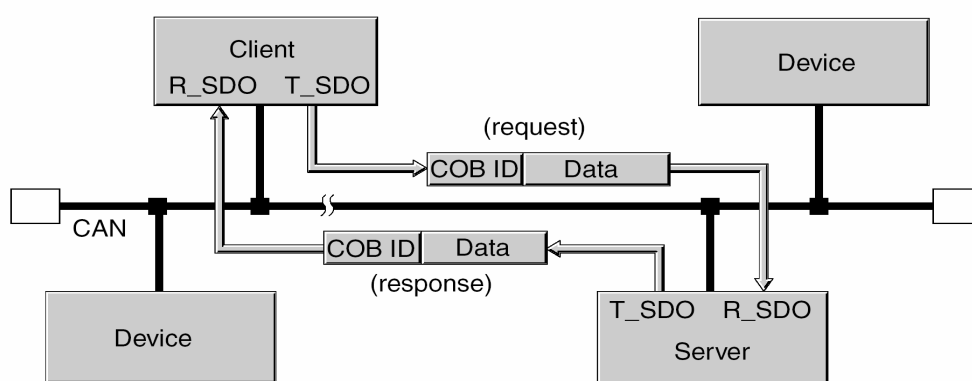 Client
R_SDO T_SDO
Device
(request)
COB ID Data
CAN
COB ID Data
(response)
Device
T_SDO R_SDO
Server